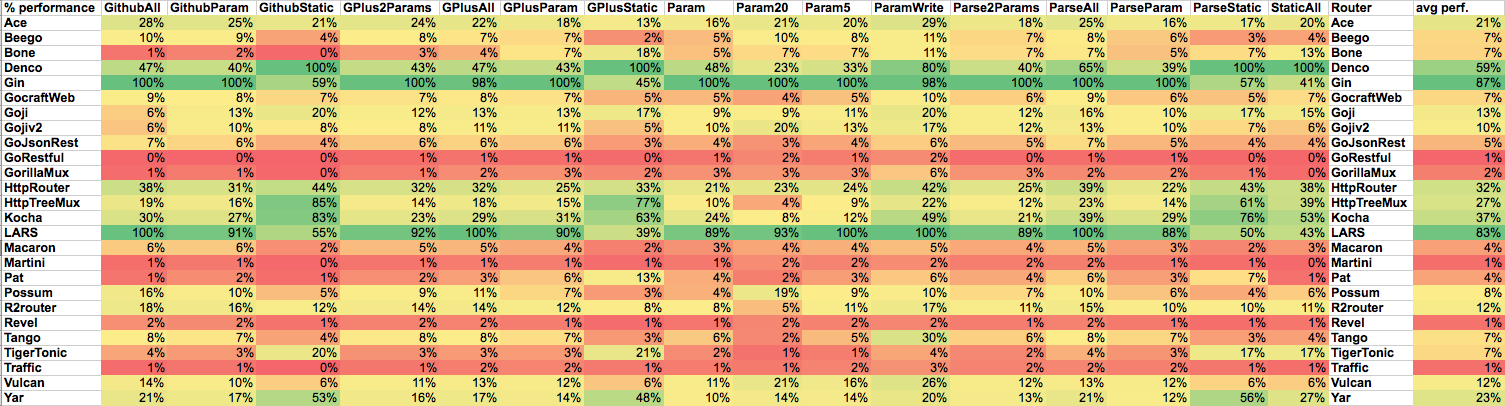 % performance GithubAll GithubParam GithubStatic GPlus2Params GPlusAll GPlusParam GPlusStatic Param Param20 Param5 ParamWrite Parse2Params ParseAll ParseParam ParseStatic StaticAll Router avg perf.
Ace 28% 25% 21% 24% 22% 18% 13% 16% 21% 20% 29% 18% 25% 16% 17% 20% Ace 21%
Beego 10% 9% 4% 8% 7% 7% 2% 5% 10% 8% 11% 7% 8% 6% 3% 4% Beego 7%
Bone 1% 2% 0% 3% 4% 7% 18% 5% 7% 7% 11% 7% 7% 5% 7% 13% Bone 7%
Denco 47% 40% 100% 43% 47% 43% 100% 48% 23% 33% 80% 40% 65% 39% 100% 100% Denco 59%
Gin 100% 100% 59% 100% 98% 100% 45% 100% 100% 100% 98% 100% 100% 100% 57% 41% Gin 87%
GocraftWeb 9% 8% 7% 7% 8% 7% 5% 5% 4% 5% 10% 6% 9% 6% 5% 7% GocraftWeb 7%
Goji 6% 13% 20% 12% 13% 13% 17% 9% 9% 11% 20% 12% 16% 10% 17% 15% Goji 13%
Gojiv2 6% 10% 8% 8% 11% 11% 5% 10% 20% 13% 17% 12% 13% 10% 7% 6% Gojiv2 10%
GoJsonRest 7% 6% 4% 6% 6% 6% 3% 4% 3% 4% 6% 5% 7% 5% 4% 4% GoJsonRest 5%
GoRestful 0% 0% 0% 1% 1% 1% 0% 1% 2% 1% 2% 0% 1% 1% 0% 0% GoRestful 1%
GorillaMux 1% 1% 0% 2% 1% 3% 2% 2% 3% 3% 6% 3% 2% 3% 1% 0% GorillaMux 2%
HttpRouter 38% 31% 44% 32% 32% 25% 33% 21% 23% 24% 42% 25% 39% 22% 43% 38% HttpRouter 32%
HttpTreeMux 19% 16% 85% 14% 18% 15% 77% 10% 4% 9% 22% 12% 23% 14% 61% 39% HttpTreeMux 27%
Kocha 30% 27% 83% 23% 29% 31% 63% 24% 8% 12% 49% 21% 39% 29% 76% 53% Kocha 37%
LARS 100% 91% 55% 92% 100% 90% 39% 89% 93% 100% 100% 89% 100% 88% 50% 43% LARS 83%
Macaron 6% 6% 2% 5% 5% 4% 2% 3% 4% 4% 5% 4% 5% 3% 2% 3% Macaron 4%
Martini 1% 1% 0% 1% 1% 1% 1% 1% 2% 2% 2% 2% 2% 1% 1% 0% Martini 1%
Pat 1% 2% 1% 2% 3% 6% 13% 4% 2% 3% 6% 4% 6% 3% 7% 1% Pat 4%
Possum 16% 10% 5% 9% 11% 7% 3% 4% 19% 9% 10% 7% 10% 6% 4% 6% Possum 8%
R2router 18% 16% 12% 14% 14% 12% 8% 8% 5% 11% 17% 11% 15% 10% 10% 11% R2router 12%
Revel 2% 2% 1% 2% 2% 1% 1% 1% 2% 2% 2% 1% 2% 1% 1% 1% Revel 1%
Tango 8% 7% 4% 8% 8% 7% 3% 6% 2% 5% 30% 6% 8% 7% 3% 4% Tango 7%
TigerTonic 4% 3% 20% 3% 3% 3% 21% 2% 1% 1% 4% 2% 4% 3% 17% 17% TigerTonic 7%
Traffic 1% 1% 0% 1% 2% 2% 1% 1% 2% 2% 3% 2% 2% 2% 1% 1% Traffic 1%
Vulcan 14% 10% 6% 11% 13% 12% 6% 11% 21% 16% 26% 12% 13% 12% 6% 6% Vulcan 12%
Yar 21% 17% 53% 16% 17% 14% 48% 10% 14% 14% 20% 13% 21% 12% 56% 27% Yar 23%